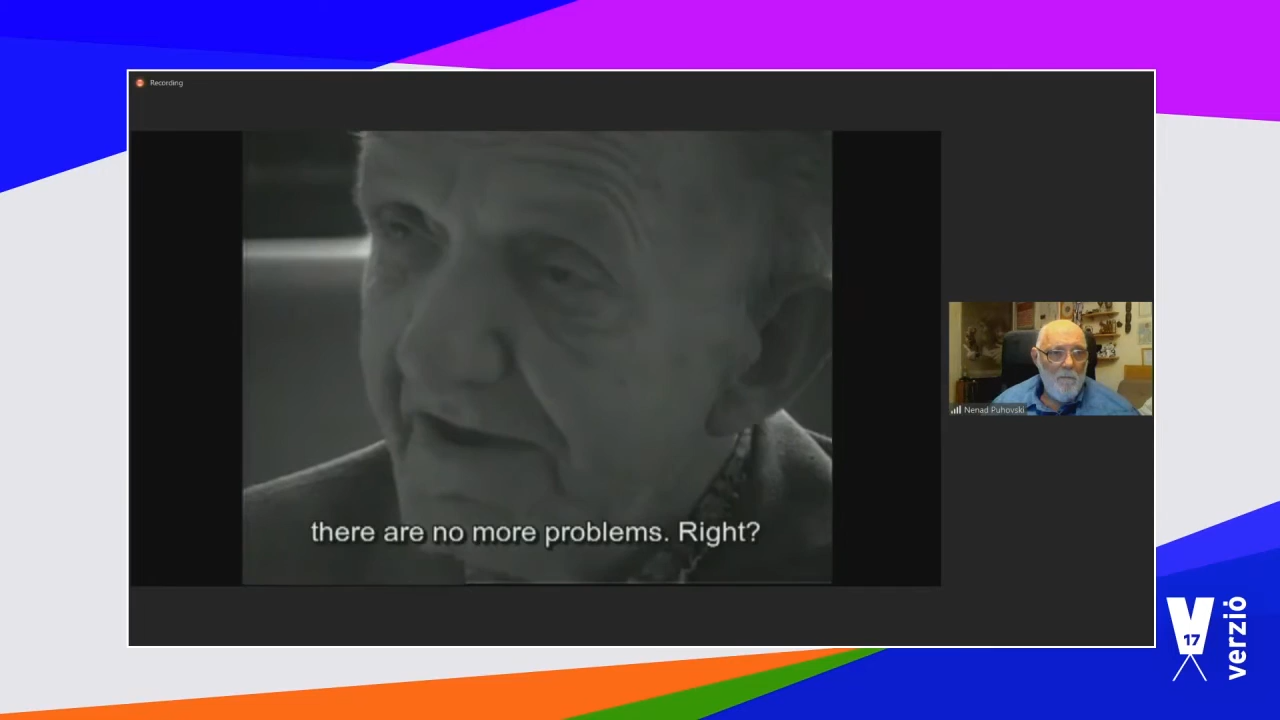 Recording
there are no more problems. Right?
Nenad Puhovski
17
verzió